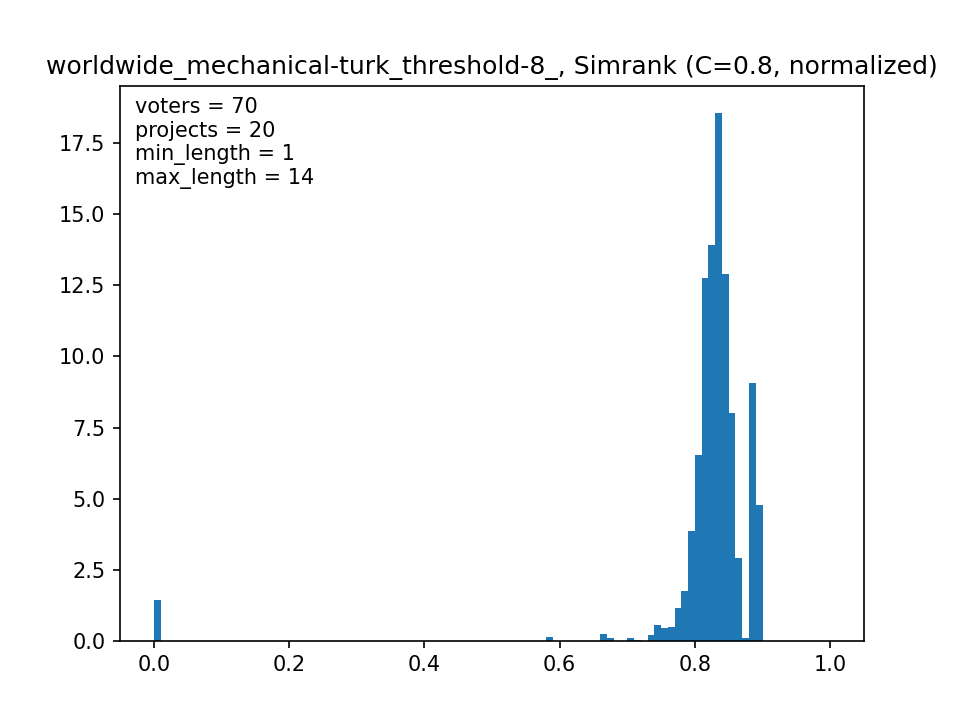 worldwide_mechanical-turk_threshold-8_, Simrank (C=0.8, normalized)
voters = 70
projects = 20
min_length = 1
max_length = 14
17.5
15.0
12.5
10.0
7.5
5.0
2.5
0.0
0.0 0.2 0.4 0.6 0.8 1.0